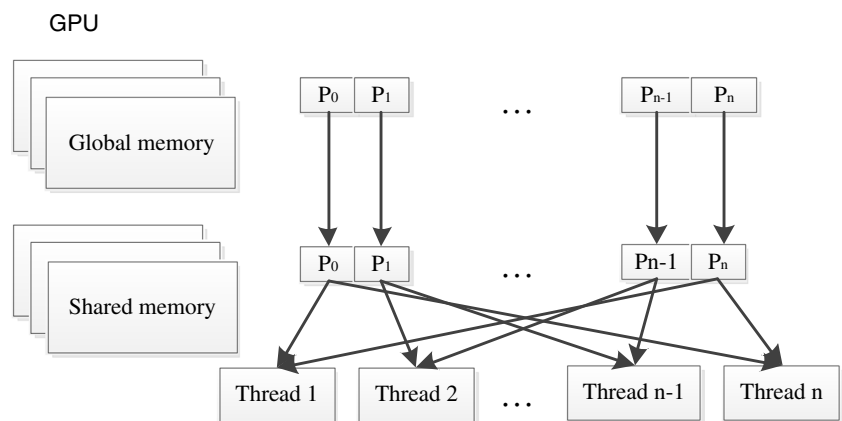 GPU
P₀ P₁ … Pₙ₋₁ Pₙ
Global memory
P₀ P₁ … Pn-1 Pₙ
Shared memory
Thread 1 Thread 2 … Thread n-1 Thread n